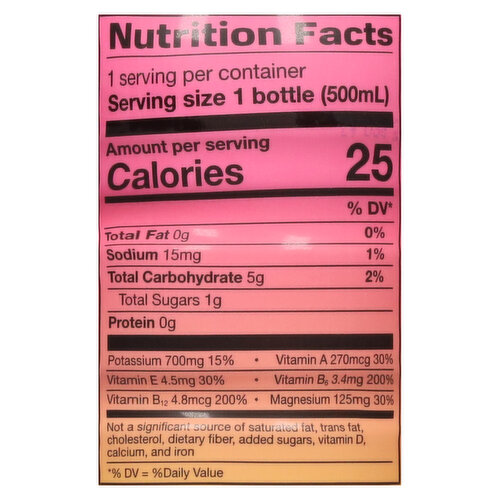 Nutrition Facts
1 serving per container
Serving size 1 bottle (500mL)
Amount per serving
Calories 25
% DV*
Total Fat 0g 0%
Sodium 15mg 1%
Total Carbohydrate 5g 2%
Total Sugars 1g
Protein 0g
Potassium 700mg 15% • Vitamin A 270mcg 30%
Vitamin E 4.5mg 30% • Vitamin B6 3.4mg 200%
Vitamin B12 4.8mcg 200% • Magnesium 125mg 30%
Not a significant source of saturated fat, trans fat,
cholesterol, dietary fiber, added sugars, vitamin D,
calcium, and iron
*% DV = %Daily Value